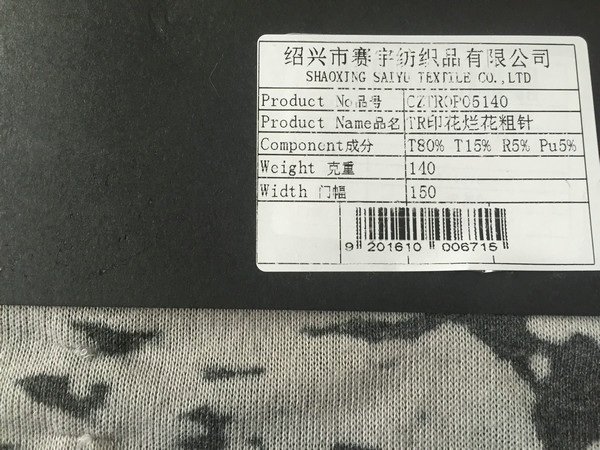 绍兴市赛宇纺织品有限公司
SHAOXING SAIYU TEXTILE CO.,LTD
Product No品号 CZTROP05140
Product Name品名 TR印花烂花粗针
Component成分 T80% T15% R5% Pu5%
Weight 克重 140
Width 门幅 150
9 201610 006715